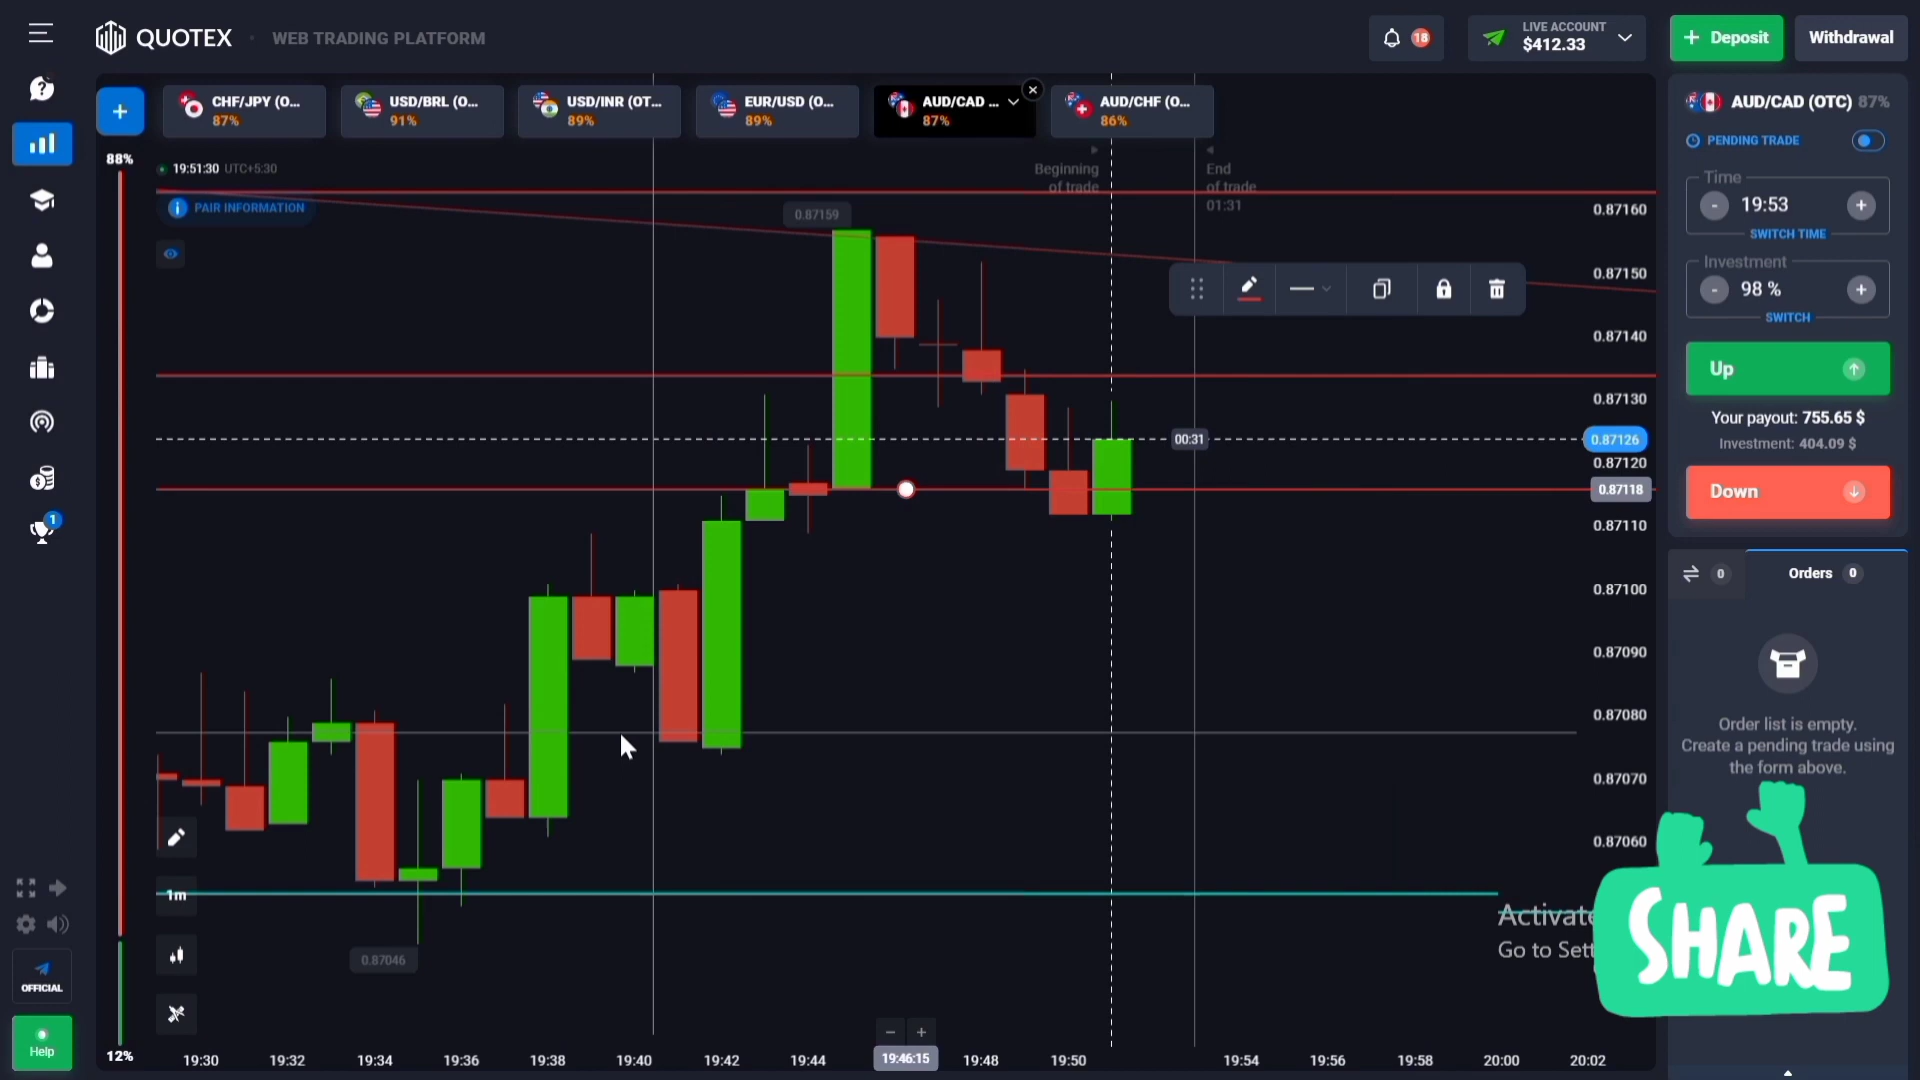 QUOTEX
WEB TRADING PLATFORM
18
LIVE ACCOUNT
$412.33
+ Deposit
Withdrawal
CHF/JPY (O...
87%
USD/BRL (O...
91%
USD/INR (OT...
89%
EUR/USD (O...
89%
AUD/CAD ...
87%
AUD/CHF (O...
86%
88%
19:51:30 UTC+5:30
PAIR INFORMATION
Beginning
of trade
End
of trade
01:31
0.87159
0.87160
0.87150
0.87140
0.87130
00:31
0.87126
0.87120
0.87118
0.87110
0.87100
0.87090
0.87080
0.87070
0.87060
0.87046
1m
AUD/CAD (OTC) 87%
PENDING TRADE
Time
- 19:53 +
SWITCH TIME
Investment
- 98 % +
SWITCH
Up
Your payout: 755.65 $
Investment: 404.09 $
Down
0
Orders 0
Order list is empty.
Create a pending trade using
the form above.
1
OFFICIAL
Help
12%
SHARE
- +
19:30
19:32
19:34
19:36
19:38
19:40
19:42
19:44
19:46:15
19:48
19:50
19:54
19:56
19:58
20:00
20:02